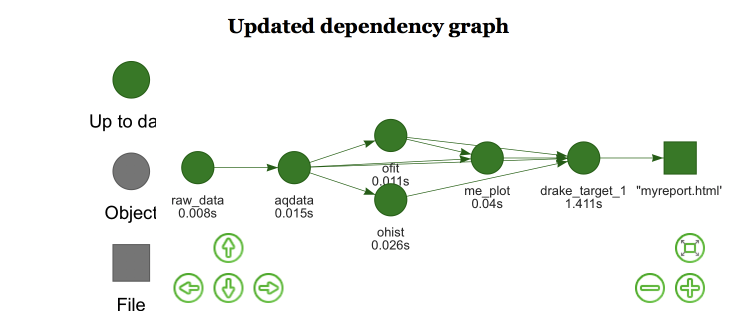 Updated dependency graph
Up to da
Object
File
raw_data
0.008s
aqdata
0.015s
ofit
0.011s
ohist
0.026s
me_plot
0.04s
drake_target_1
1.411s
"myreport.html'